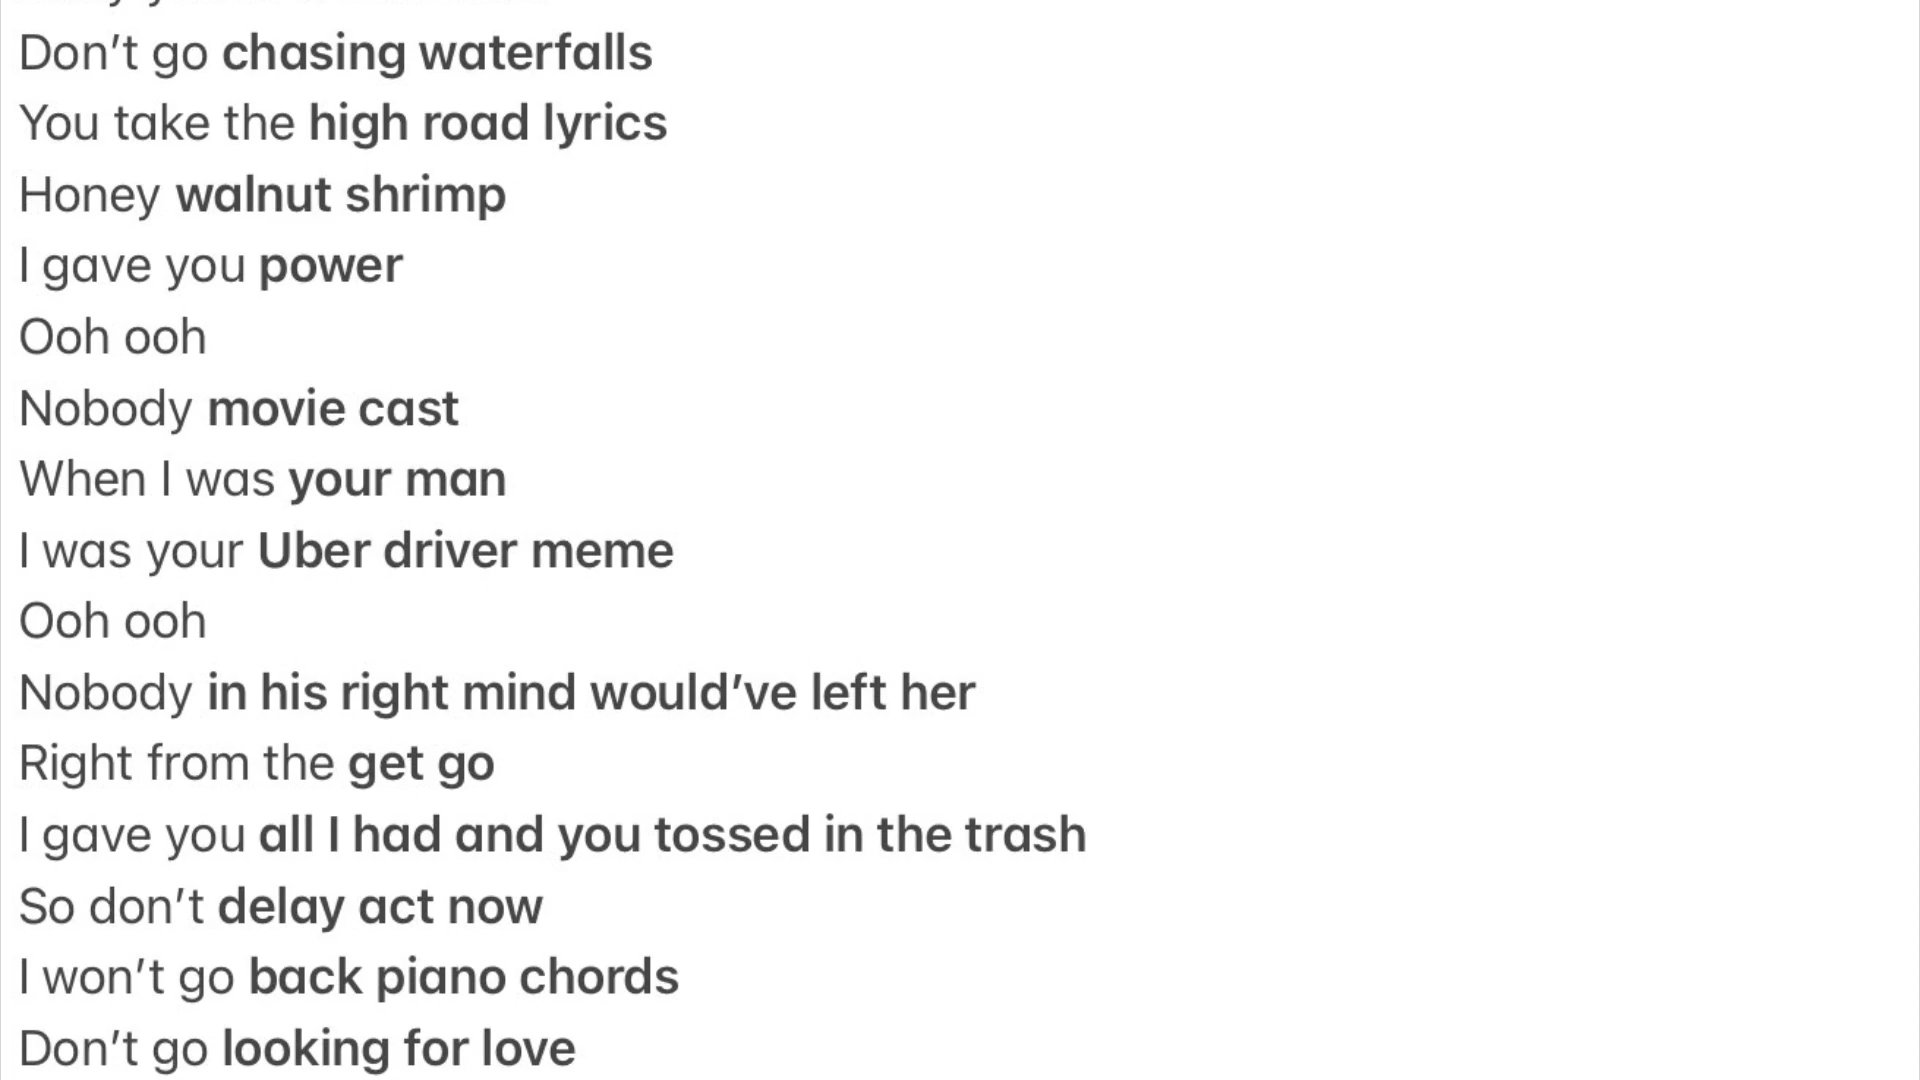 Don’t go chasing waterfalls
You take the high road lyrics
Honey walnut shrimp
I gave you power
Ooh ooh
Nobody movie cast
When I was your man
I was your Uber driver meme
Ooh ooh
Nobody in his right mind would’ve left her
Right from the get go
I gave you all I had and you tossed in the trash
So don’t delay act now
I won’t go back piano chords
Don’t go looking for love